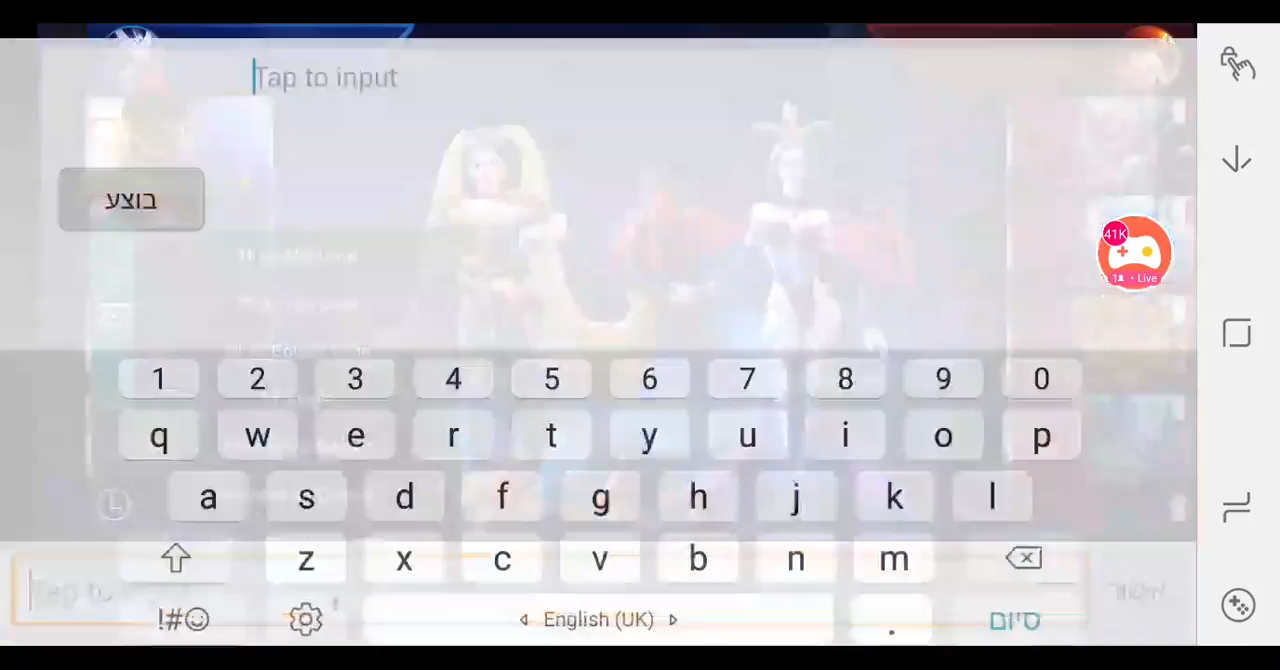 Tap to input
בוצע
41K
1 • Live
1 2 3 4 5 6 7 8 9 0
q w e r t y u i o p
a s d f g h j k l
z x c v b n m
!#☺ English (UK) . סיום